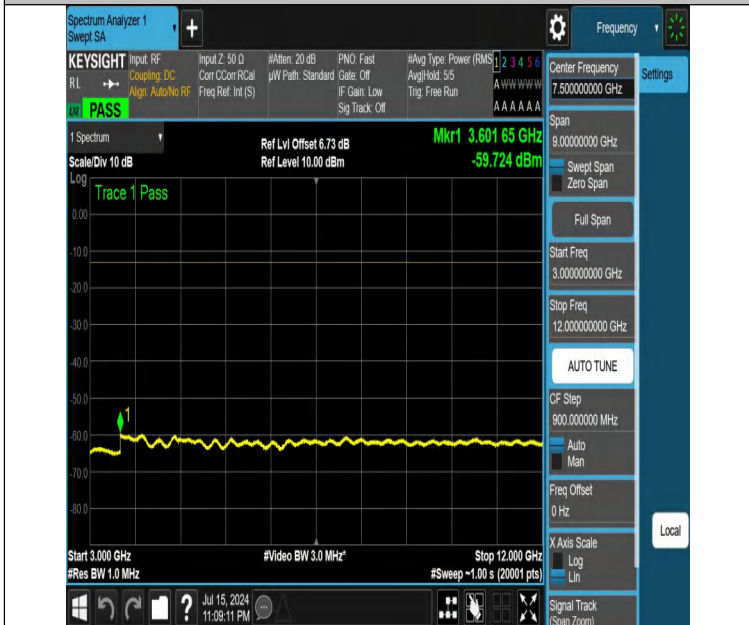 Spectrum Analyzer 1
Swept SA
Frequency
KEYSIGHT
RL
PASS
Input: RF
Coupling: DC
Align: Auto/No RF
Input Z: 50 Ω
Corr CCorr RCal
Freq Ref: Int (S)
#Atten: 20 dB
µW Path: Standard
PNO: Fast
Gate: Off
IF Gain: Low
Sig Track: Off
#Avg Type: Power (RMS
Avg|Hold: 5/5
Trig: Free Run
1 2 3 4 5 6
A W W W W W
A A A A A A
1 Spectrum
Scale/Div 10 dB
Ref Lvl Offset 6.73 dB
Ref Level 10.00 dBm
Mkr1 3.601 65 GHz
-59.724 dBm
Log
Trace 1 Pass
0.00
-10.0
-20.0
-30.0
-40.0
-50.0
-60.0
-70.0
-80.0
1
Start 3.000 GHz
#Res BW 1.0 MHz
#Video BW 3.0 MHz*
Stop 12.000 GHz
#Sweep ~1.00 s (20001 pts)
?
Jul 15, 2024
11:09:11 PM
Center Frequency
7.500000000 GHz
Settings
Span
9.00000000 GHz
Swept Span
Zero Span
Full Span
Start Freq
3.000000000 GHz
Stop Freq
12.000000000 GHz
AUTO TUNE
CF Step
900.000000 MHz
Auto
Man
Freq Offset
0 Hz
X Axis Scale
Log
Lin
Local
Signal Track
(Span Zoom)